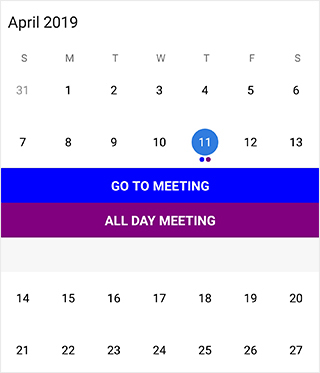 April 2019
S M T W T F S
31 1 2 3 4 5 6
7 8 9 10 11 12 13
GO TO MEETING
ALL DAY MEETING
14 15 16 17 18 19 20
21 22 23 24 25 26 27